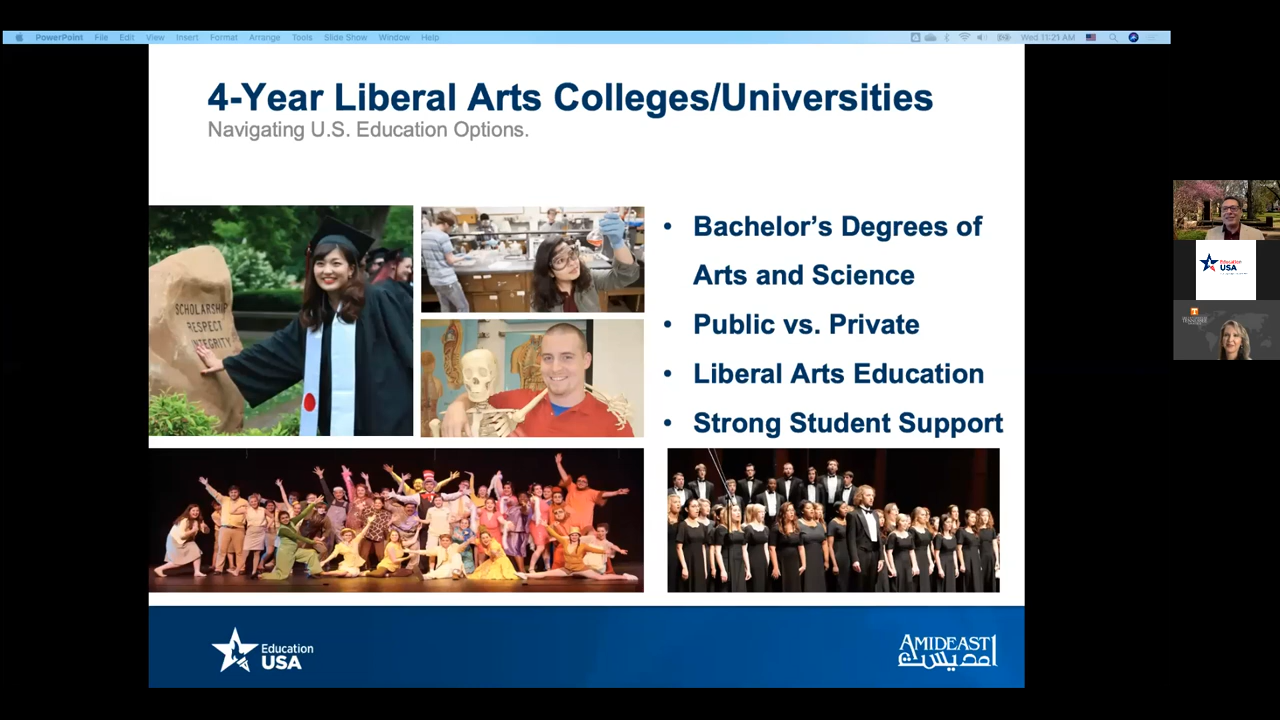 PowerPoint File Edit View Insert Format Arrange Tools Slide Show Window Help Wed 11:21 AM
4-Year Liberal Arts Colleges/Universities
Navigating U.S. Education Options.
SCHOLARSHIP
RESPECT
INTEGRITY
• Bachelor’s Degrees of
Arts and Science
• Public vs. Private
• Liberal Arts Education
• Strong Student Support
Education
USA
AMIDEAST
امديست
Education
USA
TENNESSEE